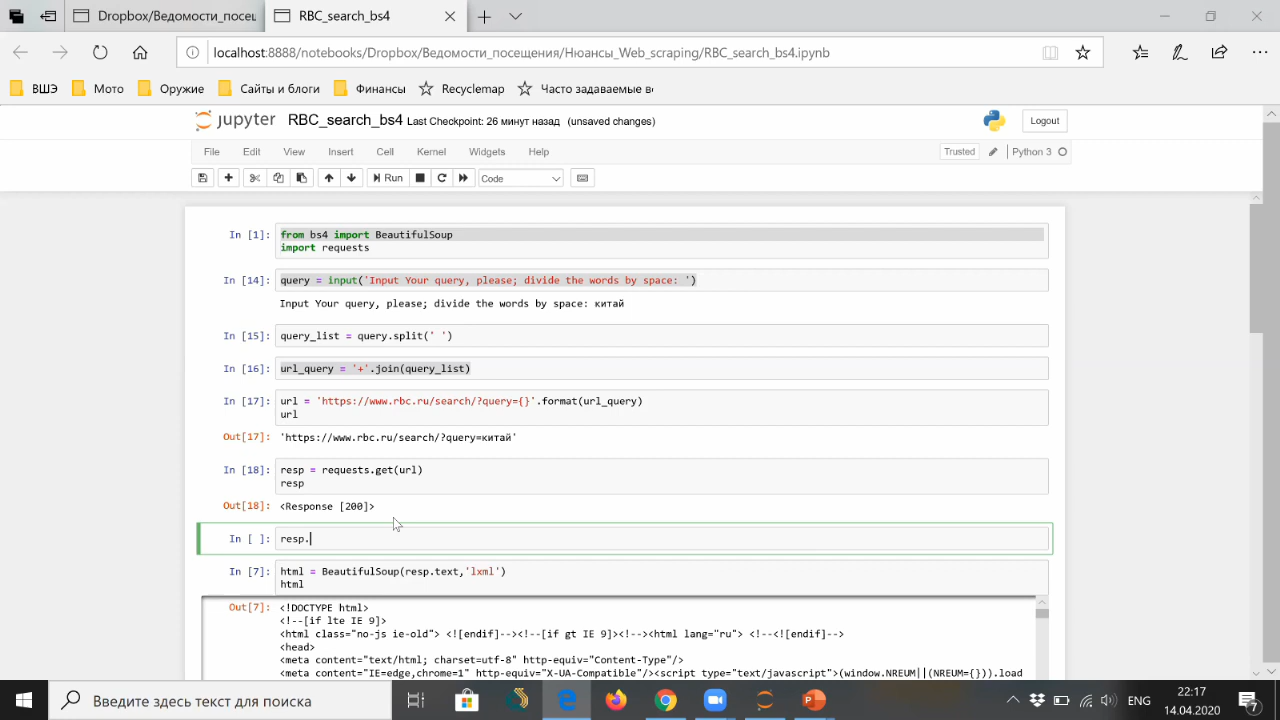 Dropbox/Ведомости_посещ
RBC_search_bs4
localhost:8888/notebooks/Dropbox/Ведомости_посещения/Нюансы_Web_scraping/RBC_search_bs4.ipynb
ВШЭ Мото Оружие Сайты и блоги Финансы Recyclemap Часто задаваемые во
jupyter RBC_search_bs4 Last Checkpoint: 26 минут назад (unsaved changes) Logout
File Edit View Insert Cell Kernel Widgets Help Trusted Python 3
Run Code
In [1]: from bs4 import BeautifulSoup
import requests
In [14]: query = input('Input Your query, please; divide the words by space: ')
Input Your query, please; divide the words by space: китай
In [15]: query_list = query.split(' ')
In [16]: url_query = '+'.join(query_list)
In [17]: url = 'https://www.rbc.ru/search/?query={}'.format(url_query)
url
Out[17]: 'https://www.rbc.ru/search/?query=китай'
In [18]: resp = requests.get(url)
resp
Out[18]: <Response [200]>
In [ ]: resp.
In [7]: html = BeautifulSoup(resp.text,'lxml')
html
Out[7]: <!DOCTYPE html>
<!--[if lte IE 9]>
<html class="no-js ie-old"> <![endif]--><!--[if gt IE 9]><!--><html lang="ru"> <!--<![endif]-->
<head>
<meta content="text/html; charset=utf-8" http-equiv="Content-Type"/>
<meta content="IE=edge,chrome=1" http-equiv="X-UA-Compatible"/><script type="text/javascript">(window.NREUM||(NREUM={})).load
Введите здесь текст для поиска
ENG
22:17
14.04.2020
7